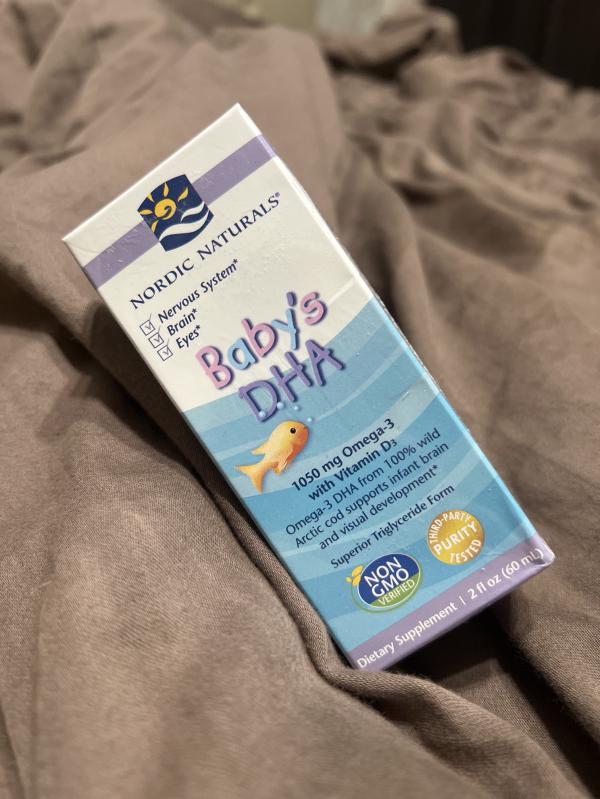 NORDIC NATURALS®
Nervous System*
Brain*
Eyes*
Baby's
DHA
1050 mg Omega-3
with Vitamin D3
Omega-3 DHA from 100% wild
Arctic cod supports infant brain
and visual development*
Superior Triglyceride Form
NON
GMO
VERIFIED
THIRD-PARTY
PURITY
TESTED
Dietary Supplement | 2 fl oz (60 mL)